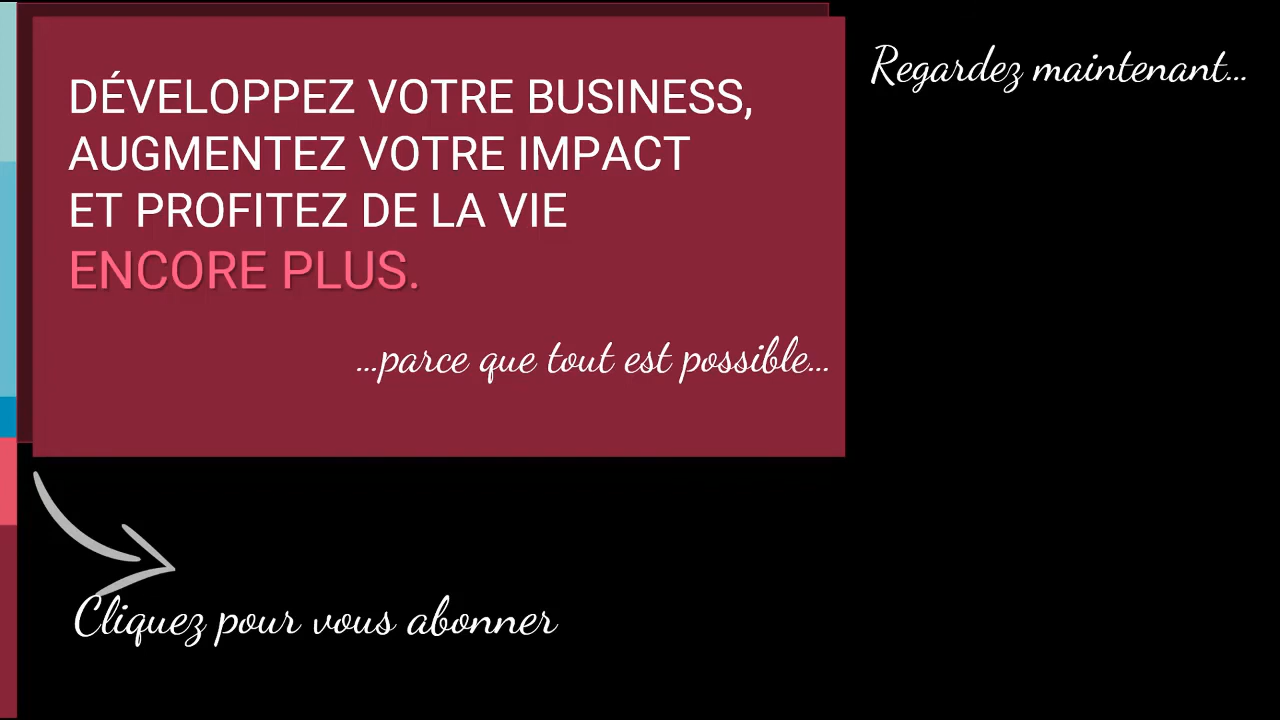 DÉVELOPPEZ VOTRE BUSINESS,
AUGMENTEZ VOTRE IMPACT
ET PROFITEZ DE LA VIE
ENCORE PLUS.
...parce que tout est possible...
Regardez maintenant...
Cliquez pour vous abonner